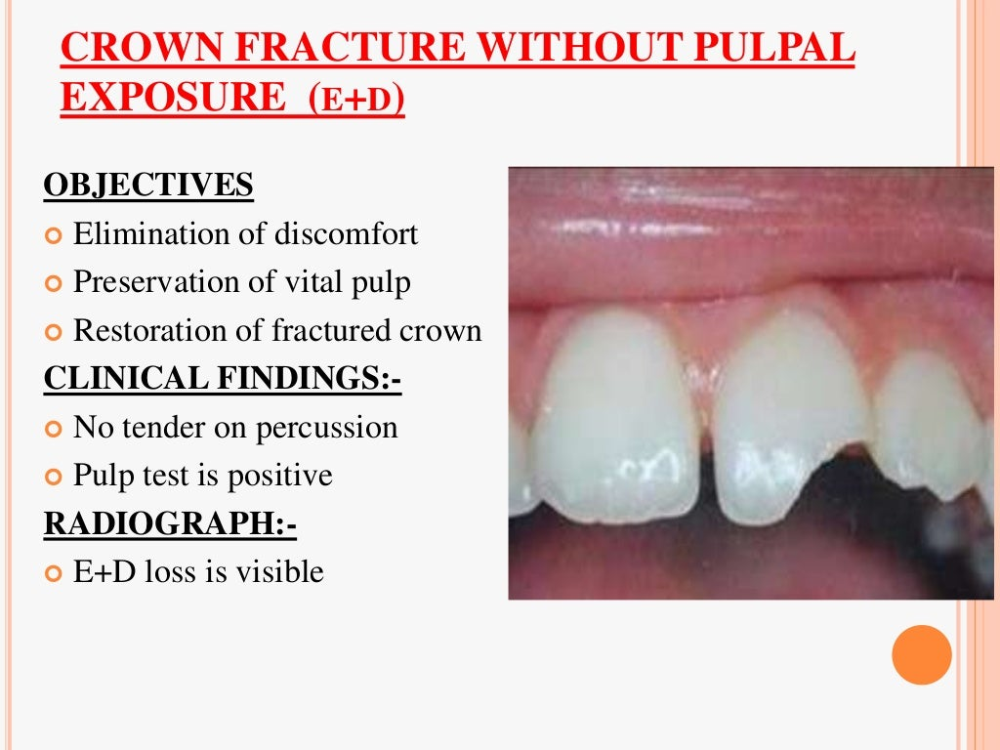 CROWN FRACTURE WITHOUT PULPAL
EXPOSURE (E+D)
OBJECTIVES
Elimination of discomfort
Preservation of vital pulp
Restoration of fractured crown
CLINICAL FINDINGS:-
No tender on percussion
Pulp test is positive
RADIOGRAPH:-
E+D loss is visible